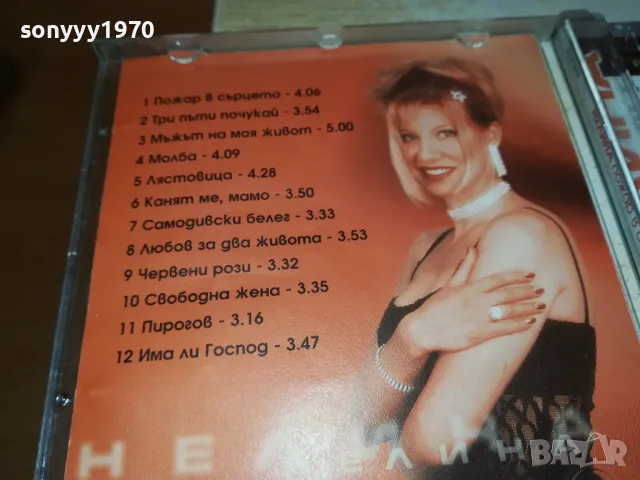 sonyyy1970
1 Пожар в сърцето - 4.06
2 Три пъти почукай - 3.54
3 Мъжът на моя живот - 5.00
4 Молба - 4.09
5 Лястовица - 4.28
6 Канят ме, мамо - 3.50
7 Самодивски белег - 3.33
8 Любов за два живота - 3.53
9 Червени рози - 3.32
10 Свободна жена - 3.35
11 Пирогов - 3.16
12 Има ли Господ - 3.47
BAZAR